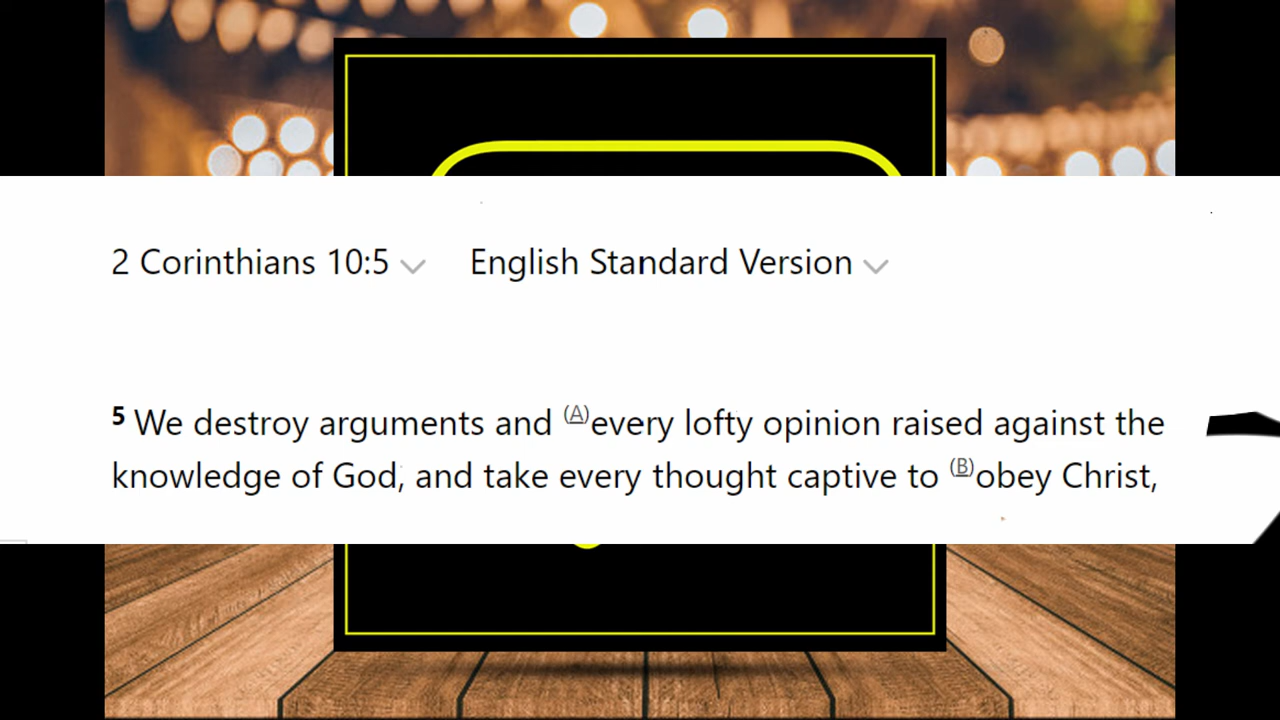 2 Corinthians 10:5 English Standard Version
5 We destroy arguments and (A)every lofty opinion raised against the
knowledge of God, and take every thought captive to (B)obey Christ,